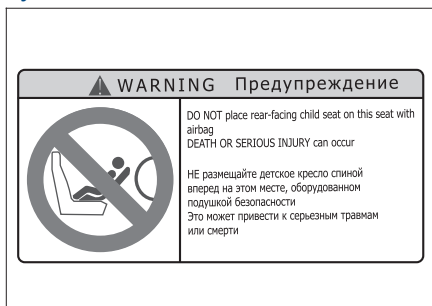 WARNING Предупреждение
DO NOT place rear-facing child seat on this seat with
airbag
DEATH OR SERIOUS INJURY can occur
НЕ размещайте детское кресло спиной
вперед на этом месте, оборудованном
подушкой безопасности
Это может привести к серьезным травмам
или смерти